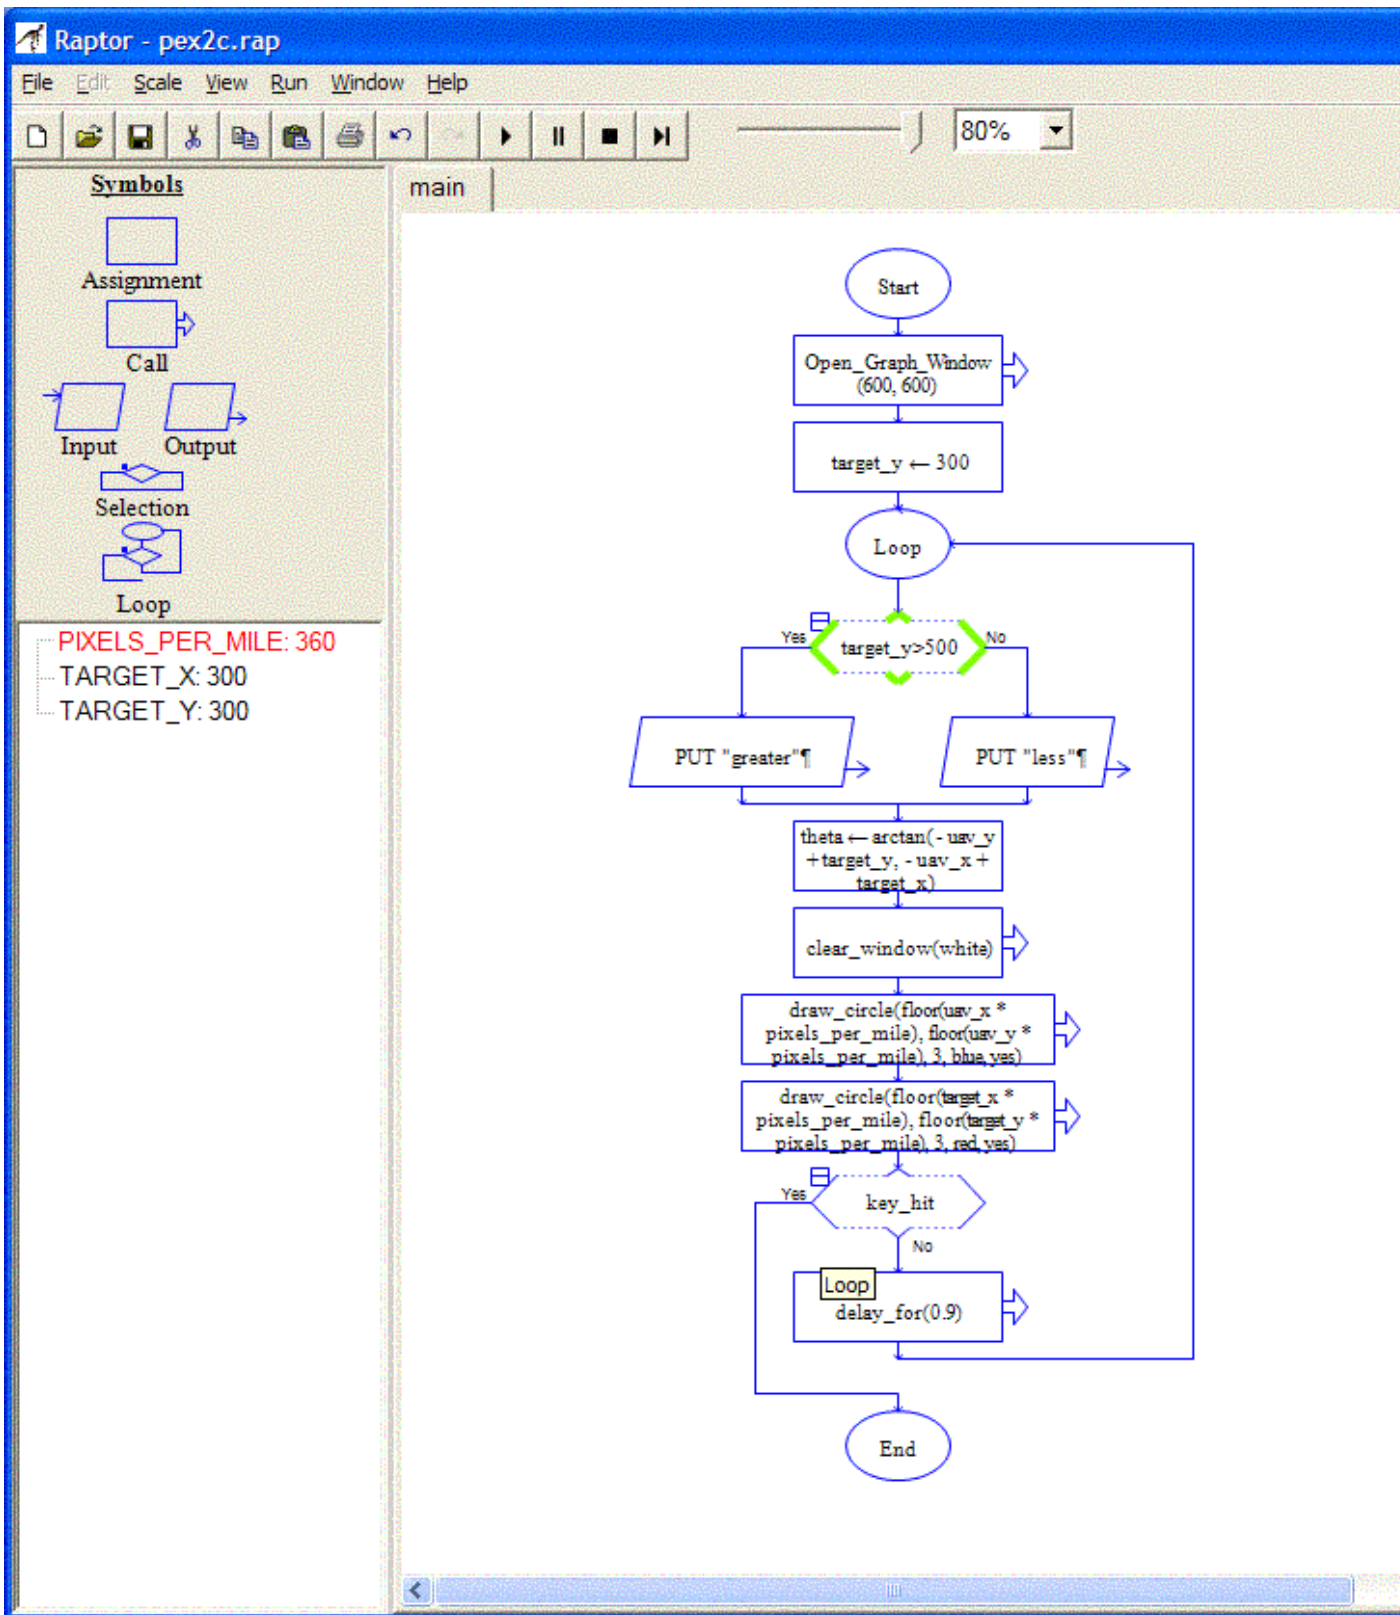 Raptor - pex2c.rap
File Edit Scale View Run Window Help
80%
Symbols
Assignment
Call
Input Output
Selection
Loop
PIXELS_PER_MILE: 360
TARGET_X: 300
TARGET_Y: 300
main
Start
Open_Graph_Window
(600, 600)
target_y ← 300
Loop
Yes target_y>500 No
PUT "greater"¶ PUT "less"¶
theta ← arctan( - uav_y
+ target_y, - uav_x +
target_x)
clear_window(white)
draw_circle(floor(uav_x *
pixels_per_mile), floor(uav_y *
pixels_per_mile), 3, blue, yes)
draw_circle(floor(target_x *
pixels_per_mile), floor(target_y *
pixels_per_mile), 3, red, yes)
Yes key_hit
No
Loop
delay_for(0.9)
End